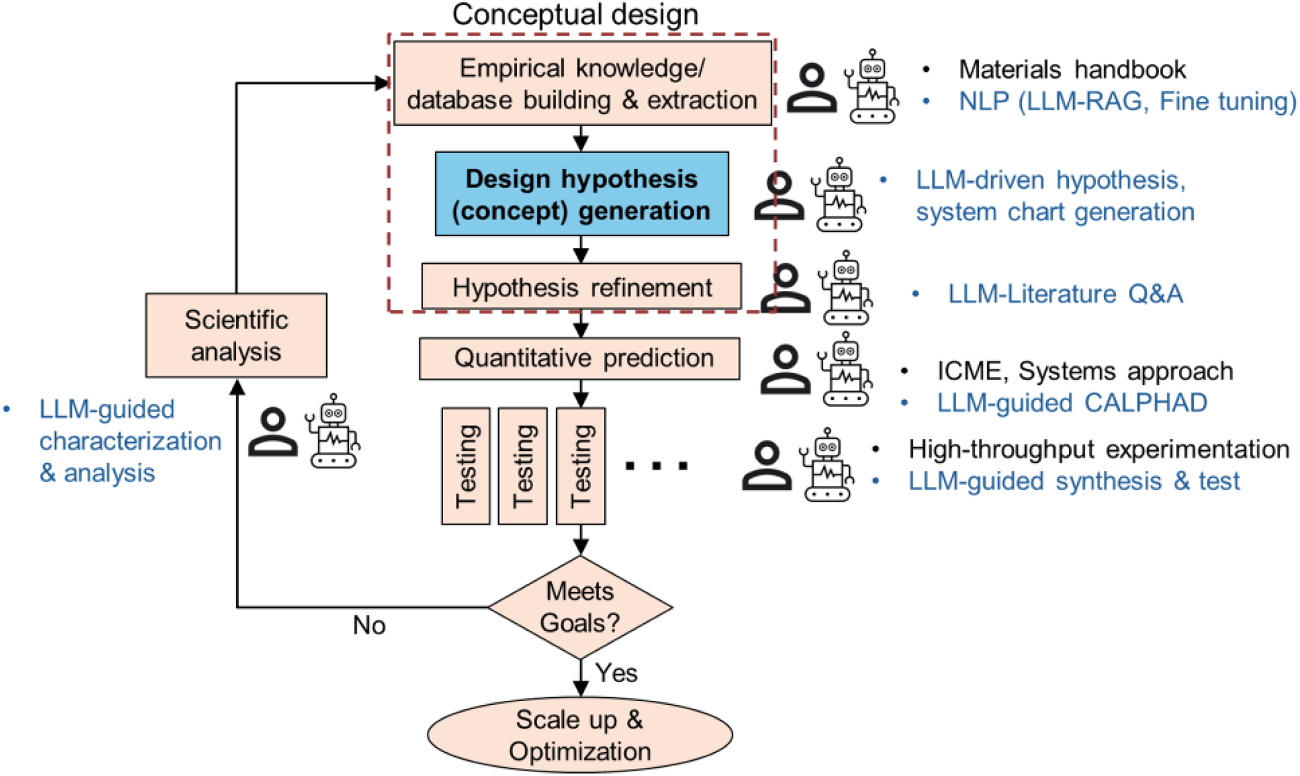 Conceptual design
Empirical knowledge/
database building & extraction
• Materials handbook
• NLP (LLM-RAG, Fine tuning)
Design hypothesis
(concept) generation
• LLM-driven hypothesis,
system chart generation
Hypothesis refinement
• LLM-Literature Q&A
Scientific
analysis
Quantitative prediction
• ICME, Systems approach
• LLM-guided CALPHAD
• LLM-guided
characterization
& analysis
Testing
Testing
Testing
...
• High-throughput experimentation
• LLM-guided synthesis & test
Meets
Goals?
No
Yes
Scale up &
Optimization